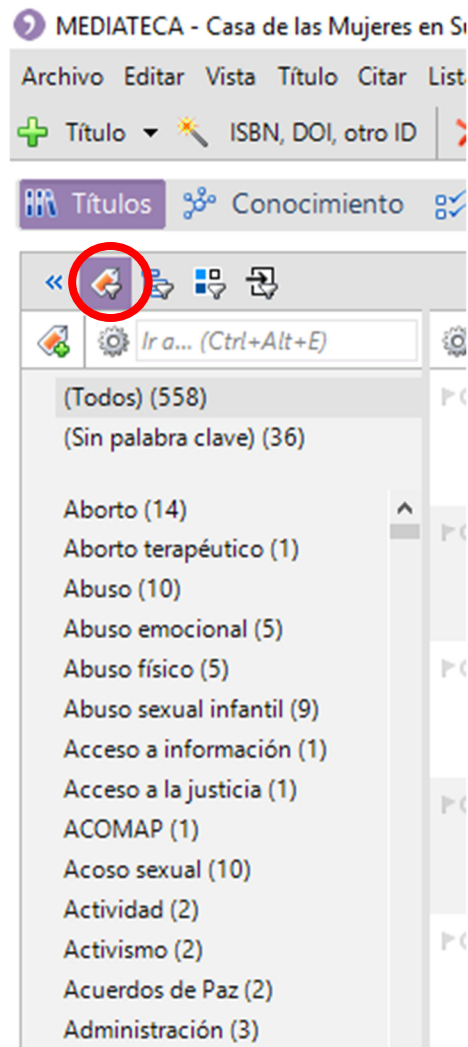 MEDIATECA - Casa de las Mujeres en Su
Archivo Editar Vista Título Citar List
Título ISBN, DOI, otro ID
Títulos Conocimiento
Ir a... (Ctrl+Alt+E)
(Todos) (558)
(Sin palabra clave) (36)
Aborto (14)
Aborto terapéutico (1)
Abuso (10)
Abuso emocional (5)
Abuso físico (5)
Abuso sexual infantil (9)
Acceso a información (1)
Acceso a la justicia (1)
ACOMAP (1)
Acoso sexual (10)
Actividad (2)
Activismo (2)
Acuerdos de Paz (2)
Administración (3)